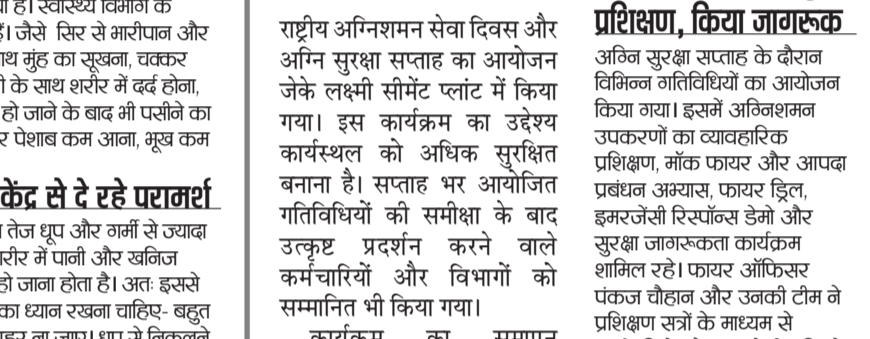 है। स्वास्थ्य विभाग के
हैं। जैसे सिर से भारीपान और
साथ मुंह का सूखना, चक्कर
के साथ शरीर में दर्द होना,
हो जाने के बाद भी पसीने का
पेशाब कम आना, भूख कम
केंद्र से दे रहे परामर्श
तेज धूप और गर्मी से ज्यादा
शरीर में पानी और खनिज
हो जाना होता है। अतः इससे
का ध्यान रखना चाहिए- बहुत
राष्ट्रीय अग्निशमन सेवा दिवस और
अग्नि सुरक्षा सप्ताह का आयोजन
जेके लक्ष्मी सीमेंट प्लांट में किया
गया। इस कार्यक्रम का उद्देश्य
कार्यस्थल को अधिक सुरक्षित
बनाना है। सप्ताह भर आयोजित
गतिविधियों की समीक्षा के बाद
उत्कृष्ट प्रदर्शन करने वाले
कर्मचारियों और विभागों को
सम्मानित भी किया गया।
कार्यक्रम का समापन
प्रशिक्षण, किया जागरूक
अग्नि सुरक्षा सप्ताह के दौरान
विभिन्न गतिविधियों का आयोजन
किया गया। इसमें अग्निशमन
उपकरणों का व्यावहारिक
प्रशिक्षण, मॉक फायर और आपदा
प्रबंधन अभ्यास, फायर ड्रिल,
इमरजेंसी रिस्पॉन्स डेमो और
सुरक्षा जागरूकता कार्यक्रम
शामिल रहे। फायर ऑफिसर
पंकज चौहान और उनकी टीम ने
प्रशिक्षण सत्रों के माध्यम से